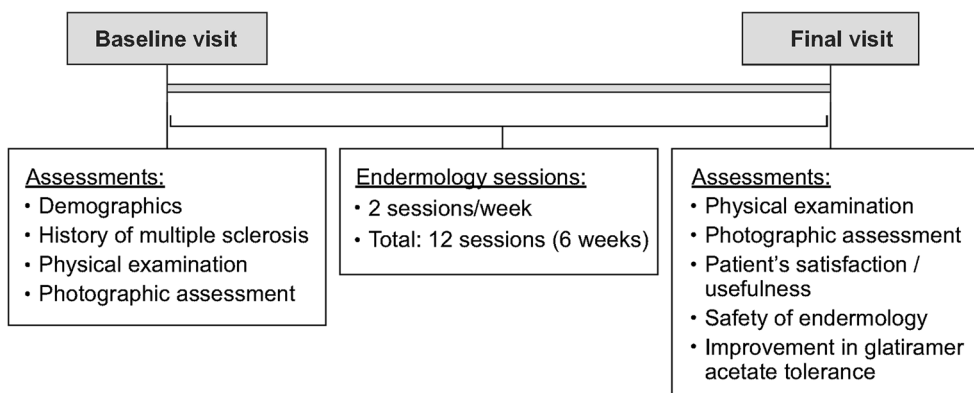 Baseline visit
Final visit
Assessments:
• Demographics
• History of multiple sclerosis
• Physical examination
• Photographic assessment
Endermology sessions:
• 2 sessions/week
• Total: 12 sessions (6 weeks)
Assessments:
• Physical examination
• Photographic assessment
• Patient’s satisfaction /
usefulness
• Safety of endermology
• Improvement in glatiramer
acetate tolerance